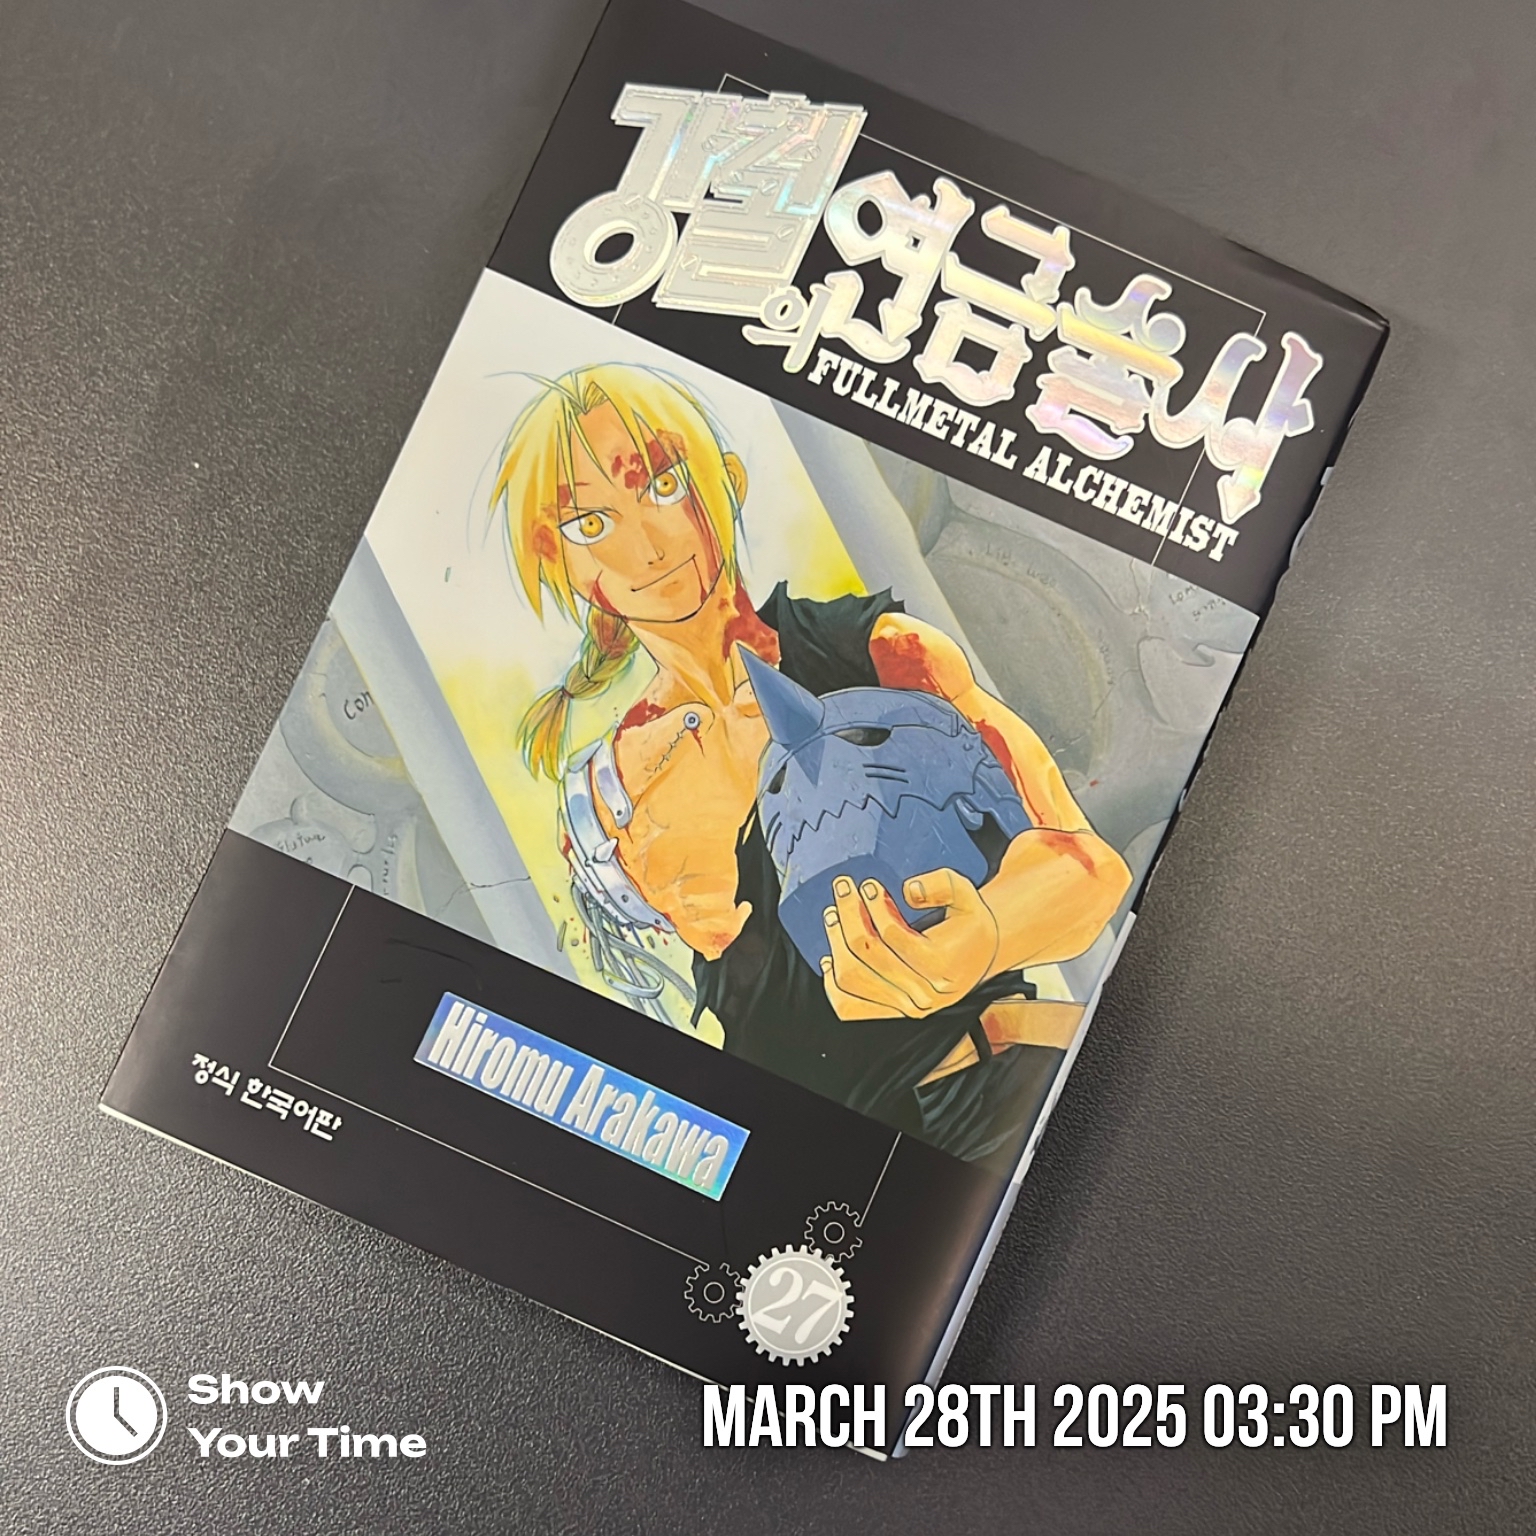 강철의 연금술사
FULLMETAL ALCHEMIST
Con
Hiromu Arakawa
정식 한국어판
27
Show
Your Time
MARCH 28TH 2025 03:30 PM